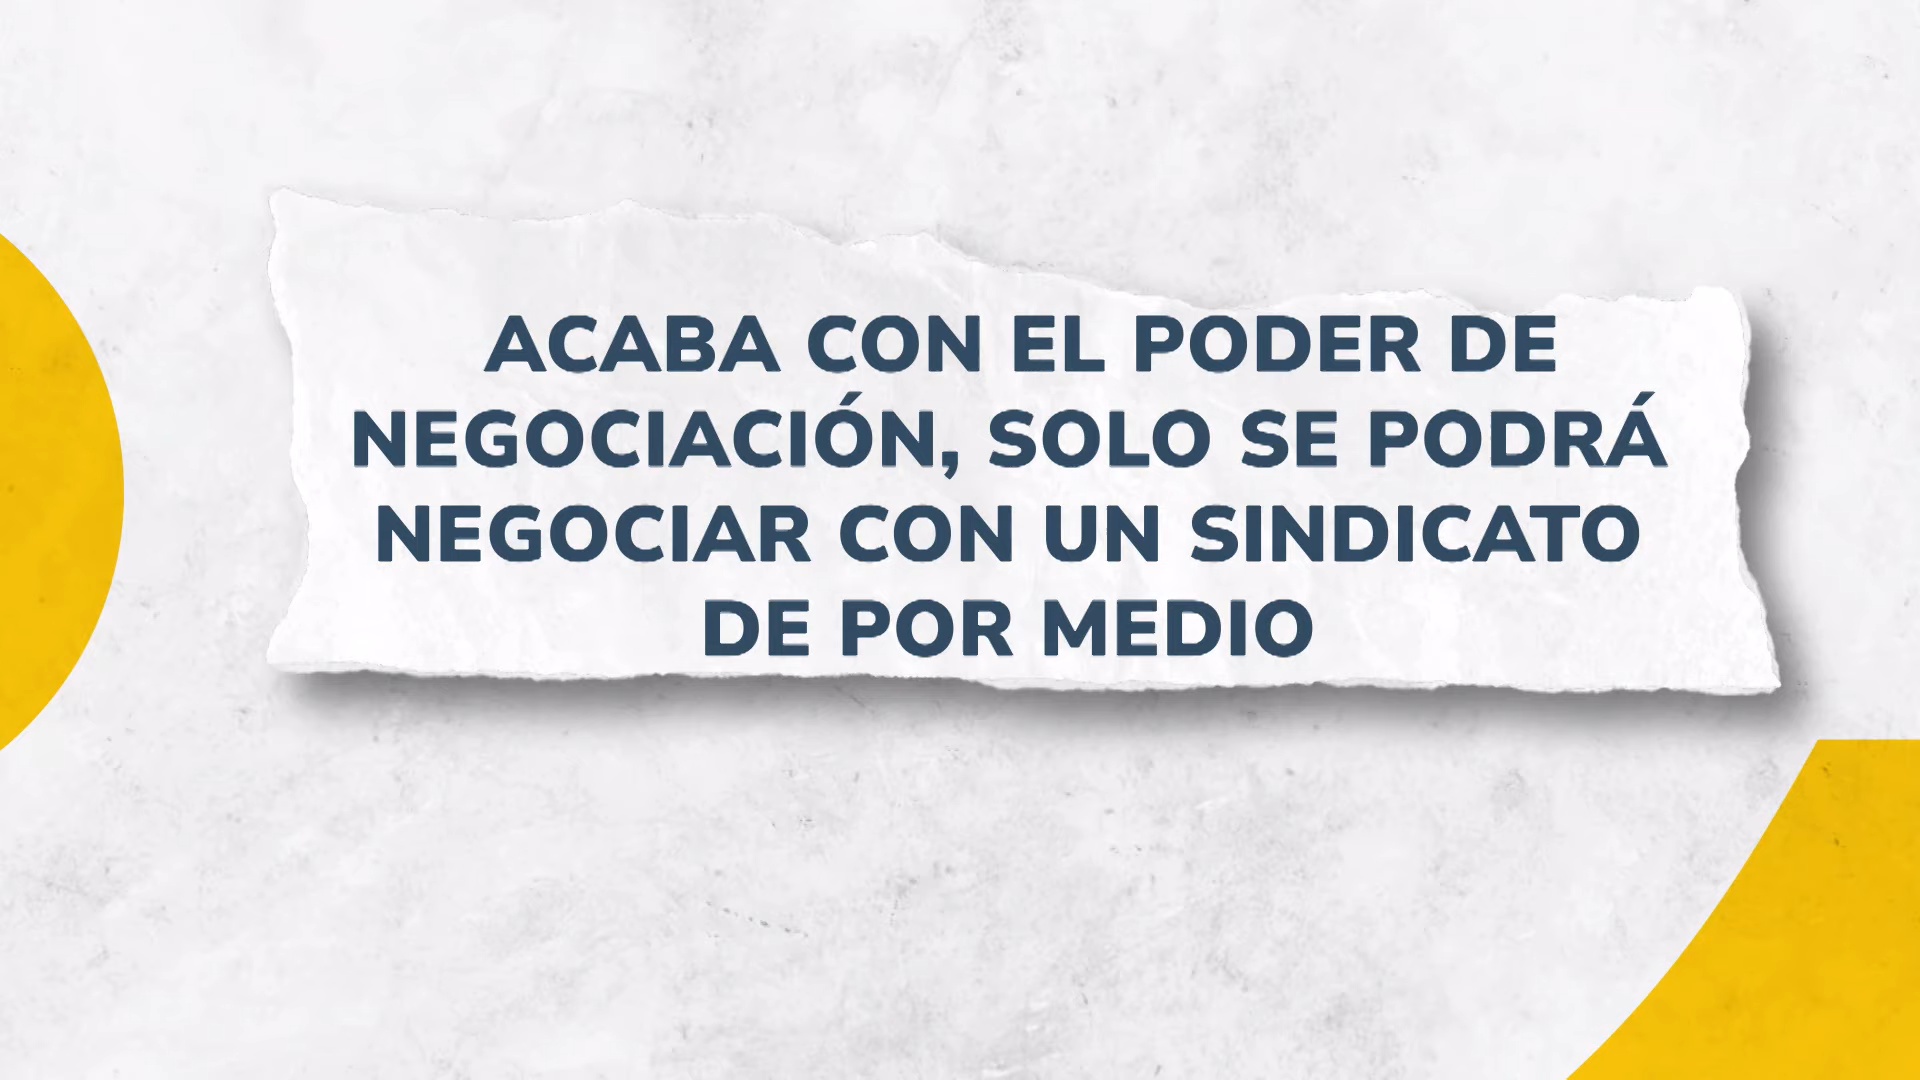 ACABA CON EL PODER DE
NEGOCIACIÓN, SOLO SE PODRÁ
NEGOCIAR CON UN SINDICATO
DE POR MEDIO